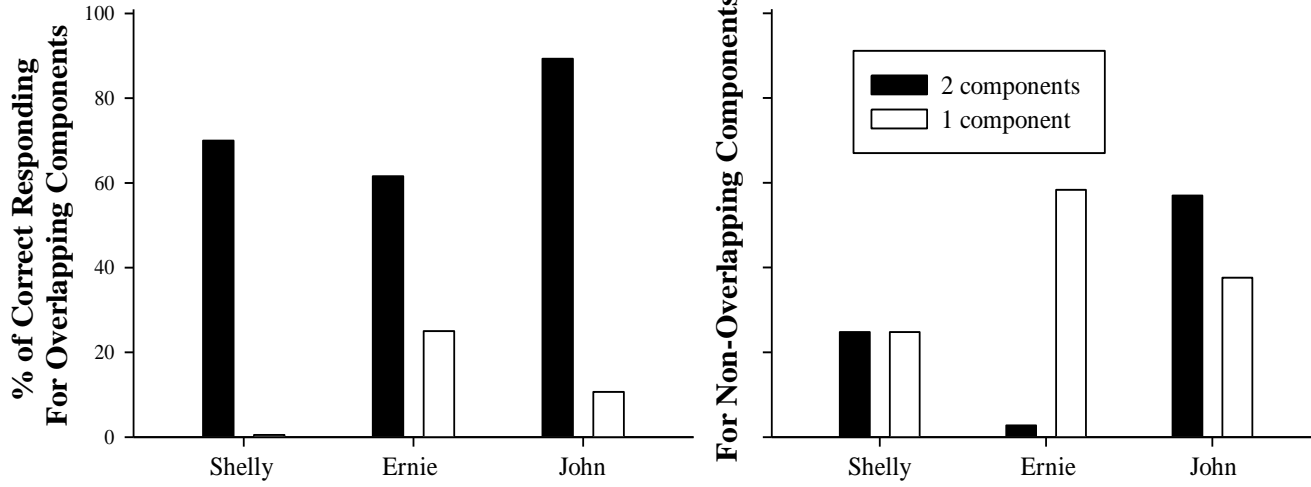 % of Correct Responding
For Overlapping Components
100
80
60
40
20
0
Shelly Ernie John
For Non-Overlapping Components
2 components
1 component
Shelly Ernie John